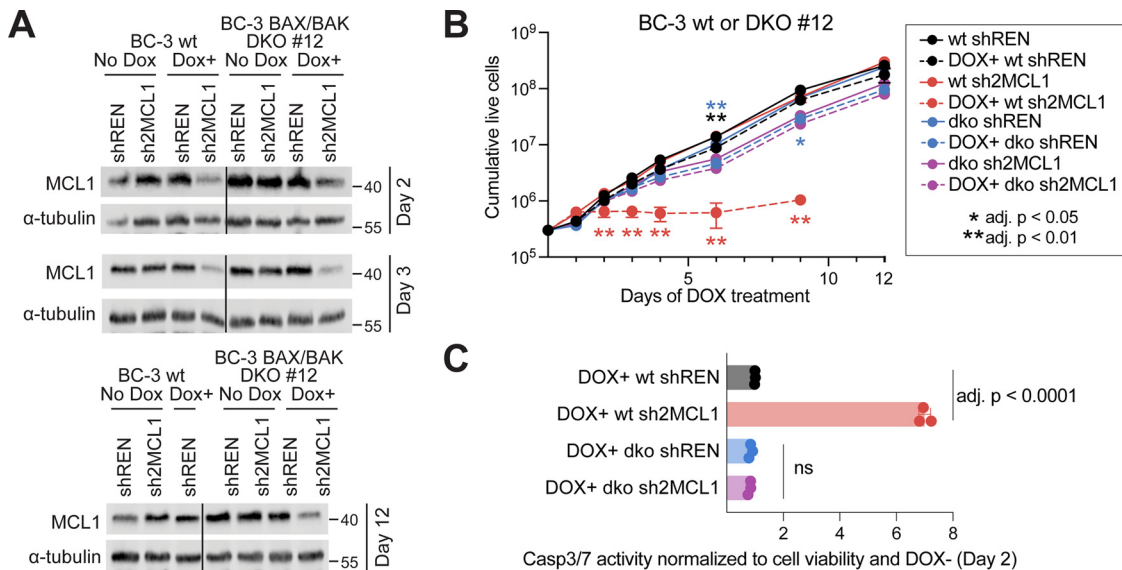 A
BC-3 wt
BC-3 BAX/BAK
DKO #12
No Dox Dox+ No Dox Dox+
shREN sh2MCL1 shREN sh2MCL1 shREN sh2MCL1 shREN sh2MCL1
MCL1
–40
α-tubulin
–55
Day 2
MCL1
–40
α-tubulin
–55
Day 3
BC-3 wt
BC-3 BAX/BAK
DKO #12
No Dox Dox+ No Dox Dox+
shREN sh2MCL1 shREN shREN sh2MCL1 shREN sh2MCL1
MCL1
–40
α-tubulin
–55
Day 12
B
BC-3 wt or DKO #12
Cumulative live cells
10⁹
10⁸
10⁷
10⁶
10⁵
**
**
*
** ** ** ** **
5 10 12
Days of DOX treatment
wt shREN
DOX+ wt shREN
wt sh2MCL1
DOX+ wt sh2MCL1
dko shREN
DOX+ dko shREN
dko sh2MCL1
DOX+ dko sh2MCL1
* adj. p < 0.05
** adj. p < 0.01
C
DOX+ wt shREN
DOX+ wt sh2MCL1
DOX+ dko shREN
DOX+ dko sh2MCL1
adj. p < 0.0001
ns
2 4 6 8
Casp3/7 activity normalized to cell viability and DOX- (Day 2)